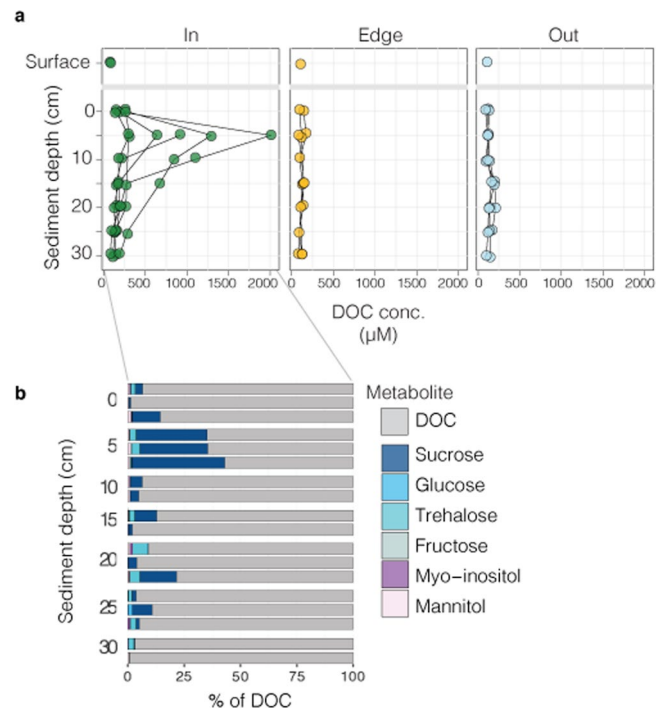 a
In Edge Out
Surface
0
10
20
30
Sediment depth (cm)
0 500 1000 1500 2000 0 500 1000 1500 2000 0 500 1000 1500 2000
DOC conc.
(µM)
b
Metabolite
0
5
10
15
20
25
30
Sediment depth (cm)
DOC
Sucrose
Glucose
Trehalose
Fructose
Myo−inositol
Mannitol
0 25 50 75 100
% of DOC